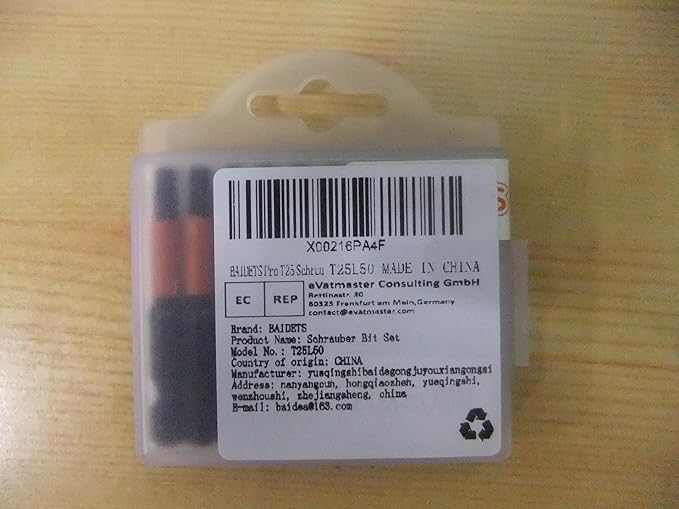 X00216PA4F
BAIDETS Pro T25 Schrau T25L50 MADE IN CHINA
EC REP
eVatmaster Consulting GmbH
Bettinastr. 30
60325 Frankfurt am Main,Germany
contact@evatmaster.com
Brand: BAIDETS
Product Name: Schrauber Bit Set
Model No.: T25L50
Country of origin: CHINA
Manufacturer: yueqingshibaidegongjuyouxiangongsi
Address: nanyangcun, hongqiaozhen, yueqingshi,
wenzhoushi, zhejiangsheng, china
E-mail: baidea@163.com